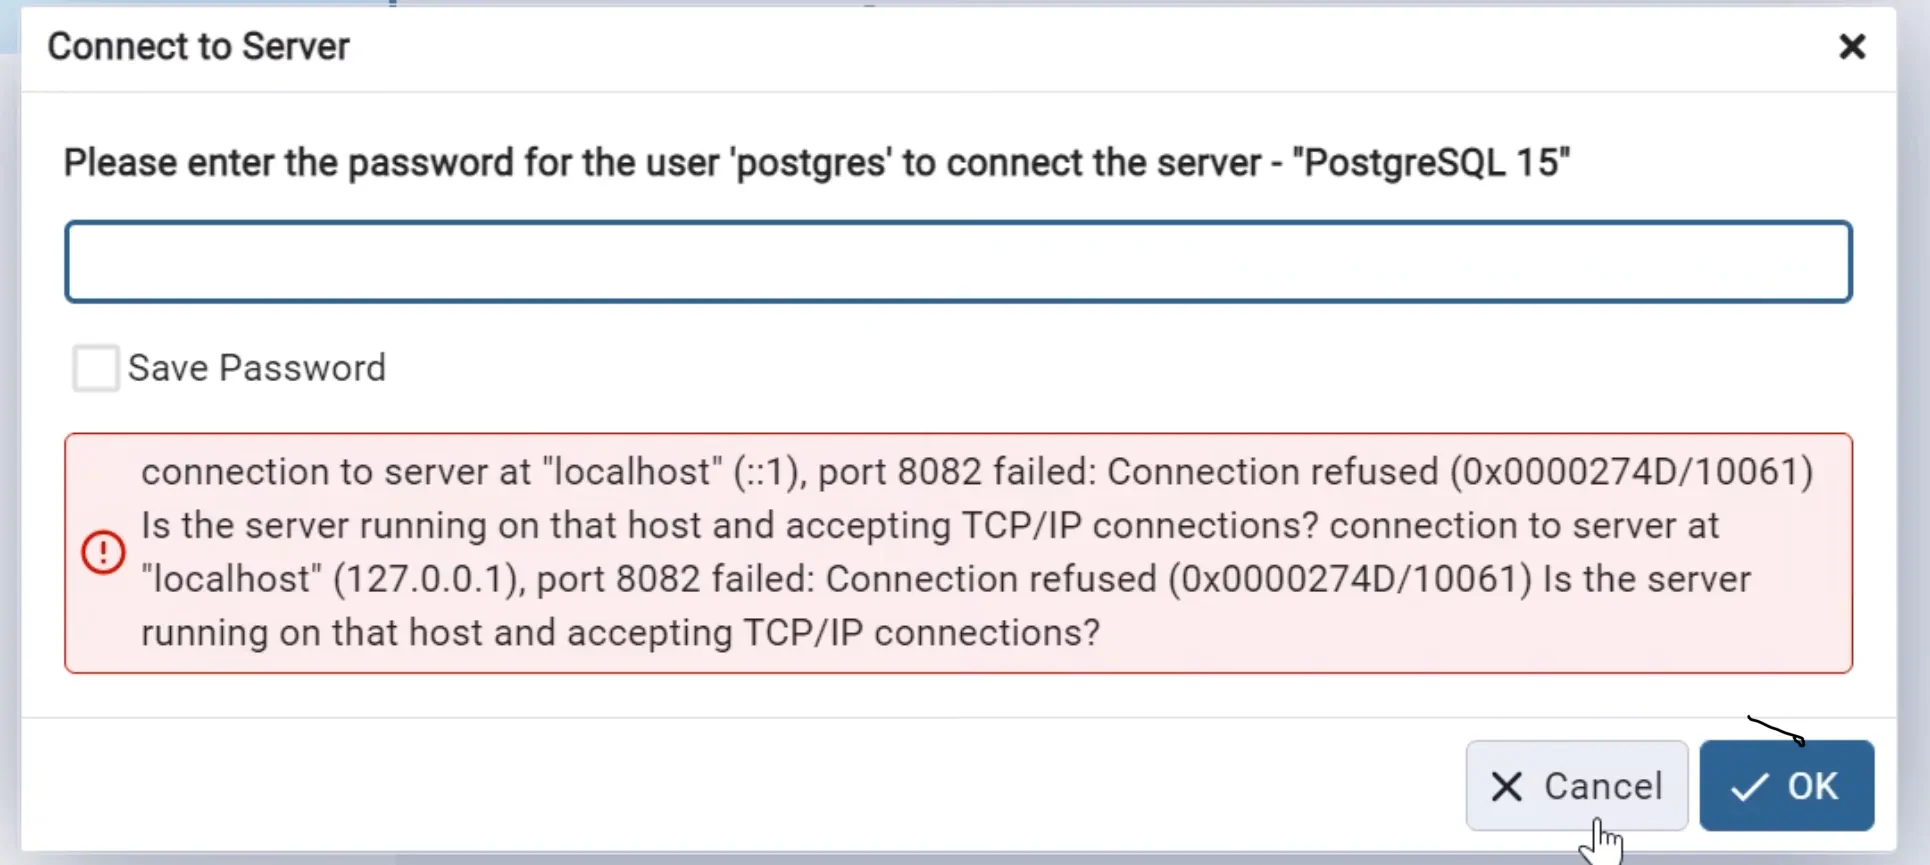 Connect to Server
Please enter the password for the user 'postgres' to connect the server - "PostgreSQL 15"
Save Password
connection to server at "localhost" (::1), port 8082 failed: Connection refused (0x0000274D/10061)
Is the server running on that host and accepting TCP/IP connections? connection to server at
"localhost" (127.0.0.1), port 8082 failed: Connection refused (0x0000274D/10061) Is the server
running on that host and accepting TCP/IP connections?
Cancel
OK